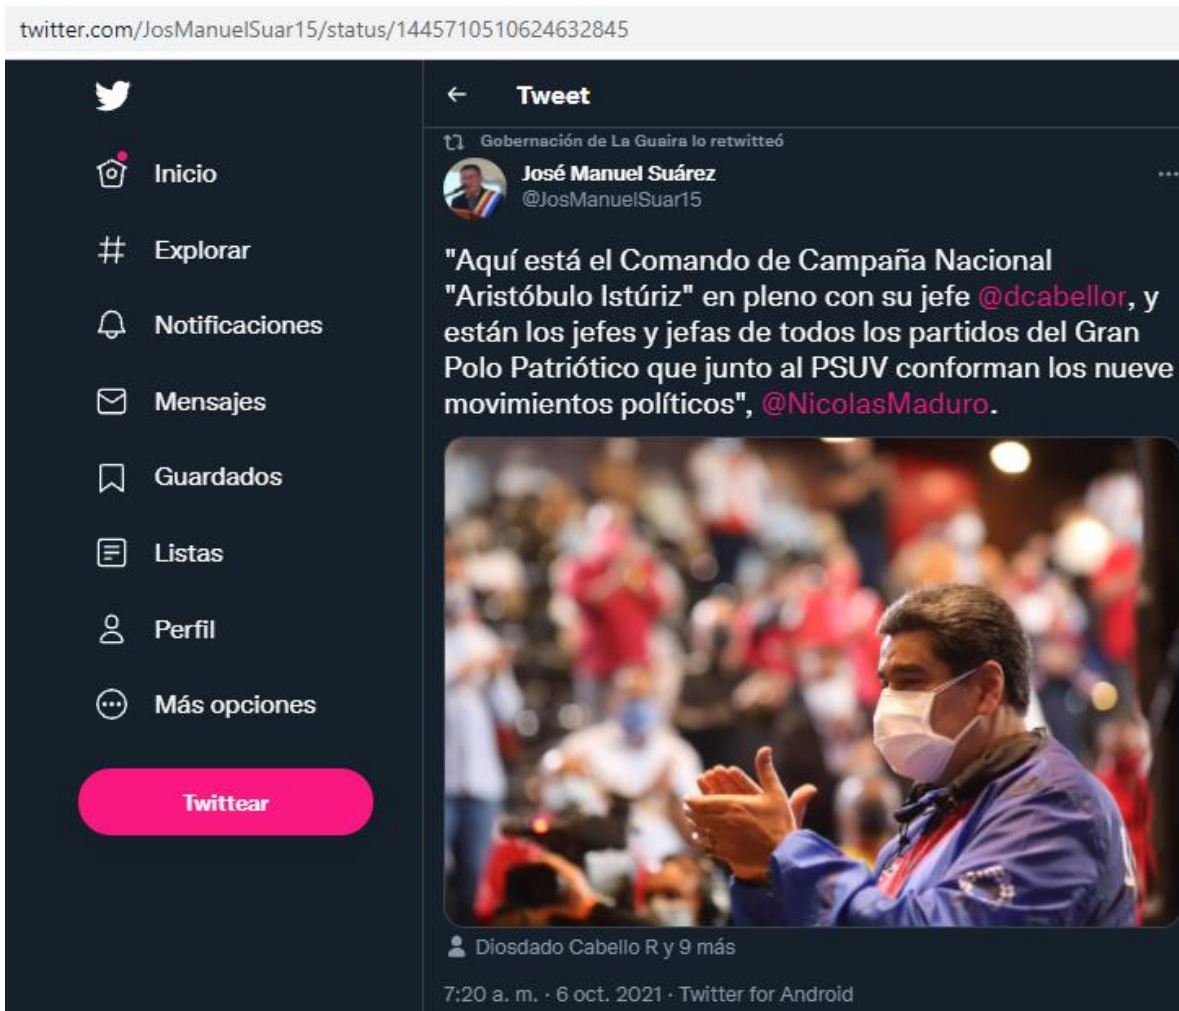 twitter.com/JosManuelSuar15/status/1445710510624632845
Inicio
Explorar
Notificaciones
Mensajes
Guardados
Listas
Perfil
Más opciones
Twittear
Tweet
Gobernación de La Guaira lo retwitteó
José Manuel Suárez
@JosManuelSuar15
"Aquí está el Comando de Campaña Nacional
"Aristóbulo Istúriz" en pleno con su jefe @dcabellor, y
están los jefes y jefas de todos los partidos del Gran
Polo Patriótico que junto al PSUV conforman los nueve
movimientos políticos", @NicolasMaduro.
Diosdado Cabello R y 9 más
7:20 a. m. · 6 oct. 2021 · Twitter for Android